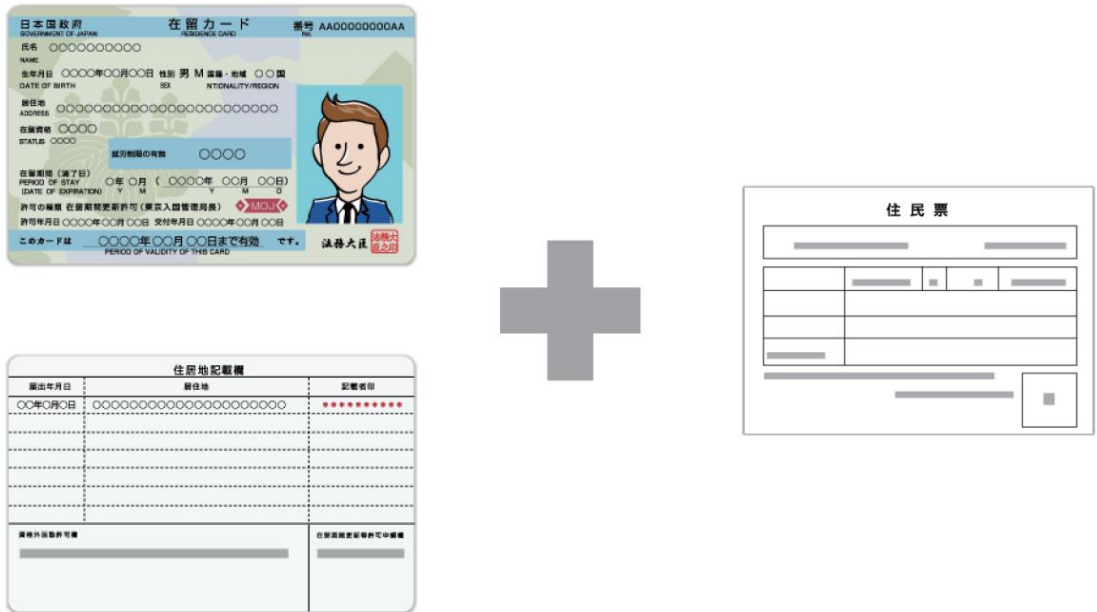 日本国政府 在留カード 番号 AA00000000AA
GOVERNMENT OF JAPAN RESIDENCE CARD No.
氏名 ○○○○○○○○○○
NAME
生年月日 ○○○○年○○月○○日 性別 男 M 国籍・地域 ○○国
DATE OF BIRTH SEX NTIONALITY/REGION
居住地 ○○○○○○○○○○○○○○○○○○○○○○○○
ADDRESS
在留資格 ○○○○
STATUS ○○○○
就労制限の有無 ○○○○
在留期間(満了日)
PERIOD OF STAY ○年 ○月 ( ○○○○年 ○○月 ○○日)
(DATE OF EXPIRATION) Y M Y M D
許可の種類 在留期間更新許可(東京入国管理局長) MOJ
許可年月日 ○○○○年○○月○○日 交付年月日 ○○○○年○○月○○日
このカードは ○○○○年○○月○○日まで有効 です。 法務大臣 法務大臣之印
PERIOD OF VALIDITY OF THIS CARD
住居地記載欄
届出年月日 居住地 記載者印
○○年○月○日 ○○○○○○○○○○○○○○○○○○○○○ **********
資格外活動許可欄 在留期間更新等許可申請欄
住民票